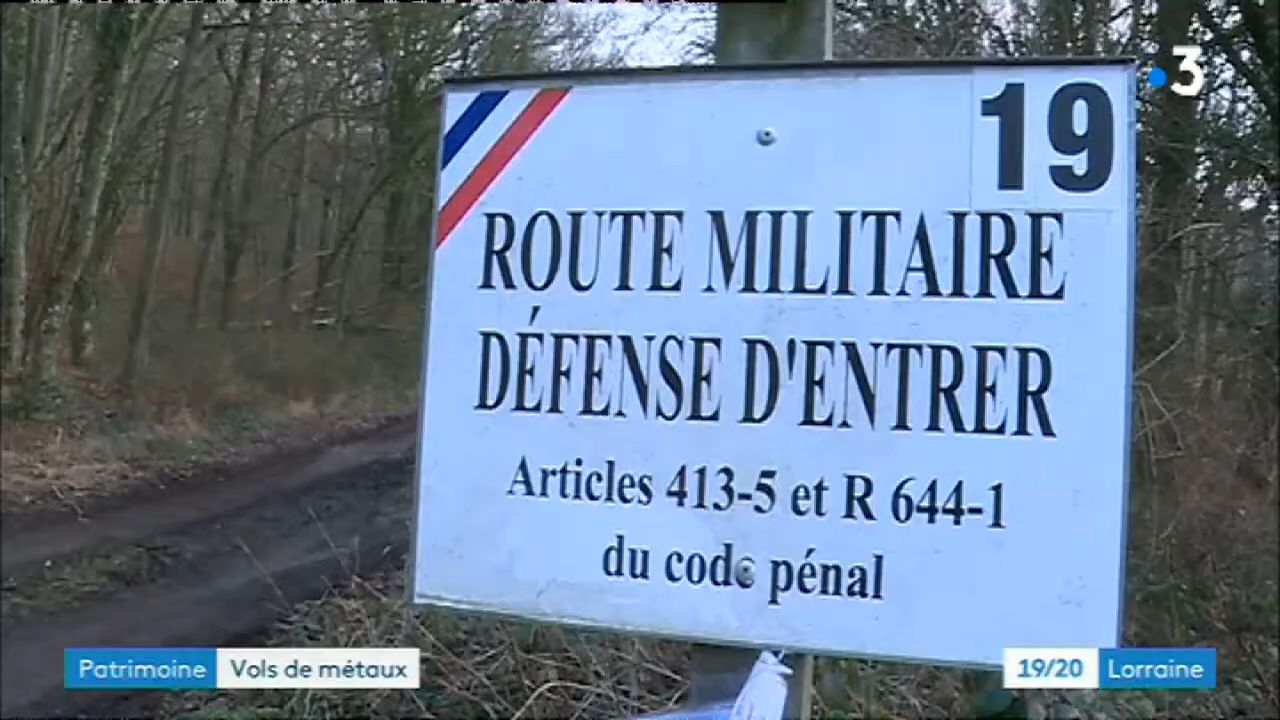 3
19
ROUTE MILITAIRE
DÉFENSE D'ENTRER
Articles 413-5 et R 644-1
du code pénal
Patrimoine Vols de métaux
19/20 Lorraine